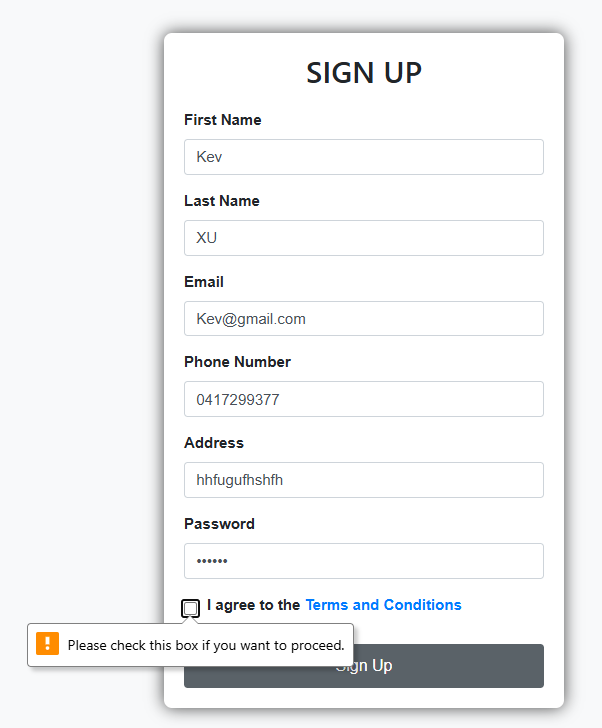 SIGN UP
First Name
Kev
Last Name
XU
Email
Kev@gmail.com
Phone Number
0417299377
Address
hhfugufhshfh
Password
••••••
I agree to the Terms and Conditions
Please check this box if you want to proceed.
Sign Up